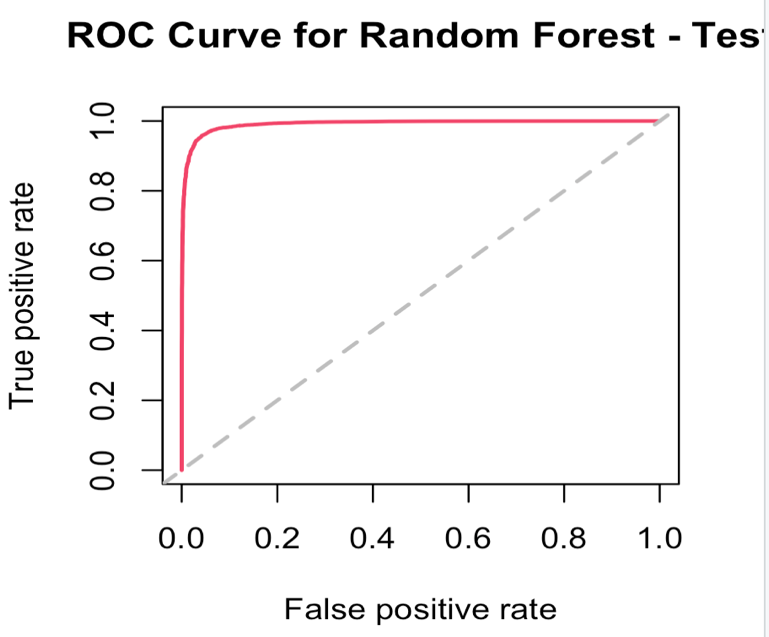 ROC Curve for Random Forest - Tes
True positive rate
1.0
0.8
0.6
0.4
0.2
0.0
0.0 0.2 0.4 0.6 0.8 1.0
False positive rate